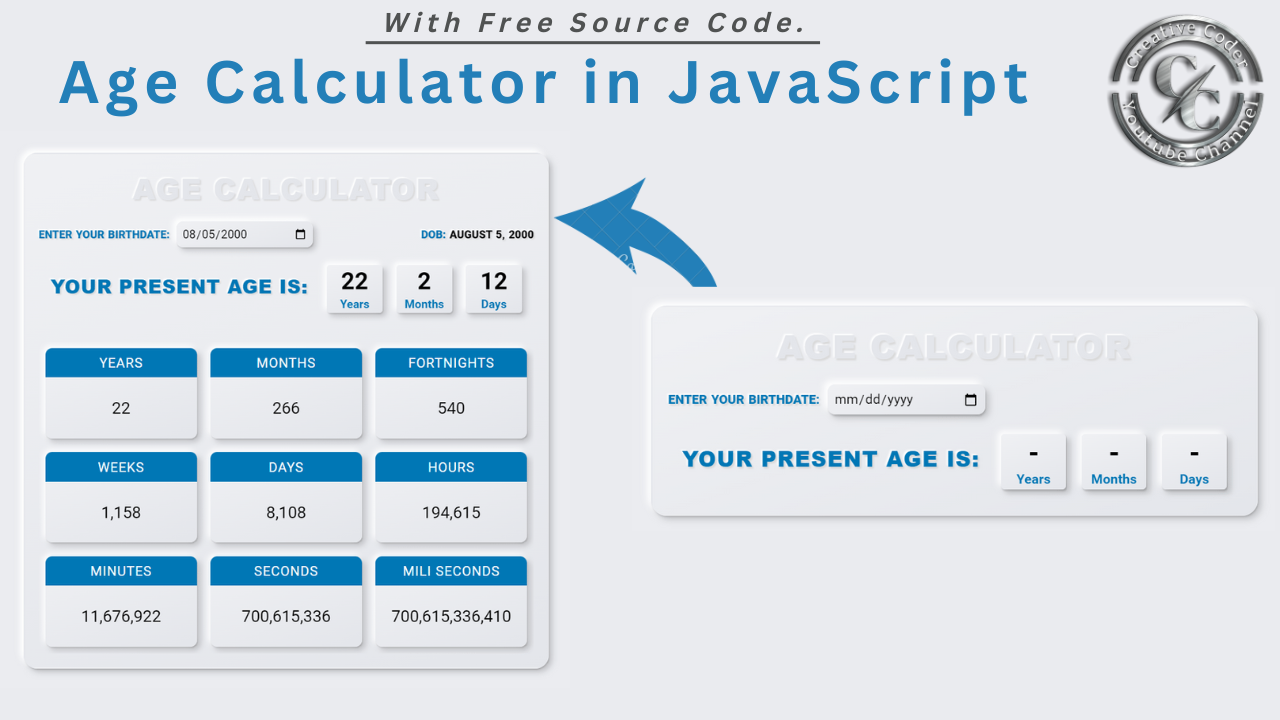 With Free Source Code.
Age Calculator in JavaScript
Creative Coder
CC
Youtube Channel
AGE CALCULATOR
ENTER YOUR BIRTHDATE: 08/05/2000 DOB: AUGUST 5, 2000
YOUR PRESENT AGE IS: 22 2 12
Years Months Days
YEARS MONTHS FORTNIGHTS
22 266 540
WEEKS DAYS HOURS
1,158 8,108 194,615
MINUTES SECONDS MILI SECONDS
11,676,922 700,615,336 700,615,336,410
AGE CALCULATOR
ENTER YOUR BIRTHDATE: mm/dd/yyyy
YOUR PRESENT AGE IS: - - -
Years Months Days